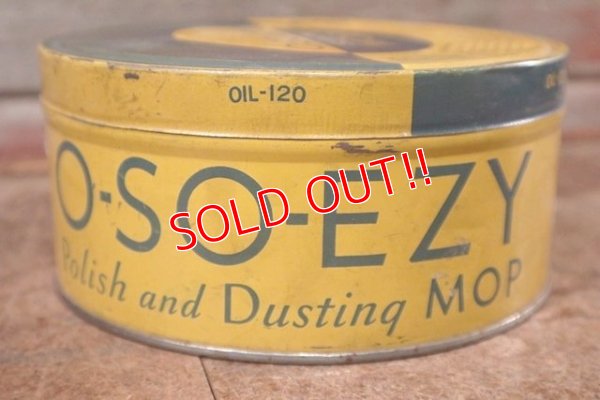 OIL-120
O-SO-EZY
SOLD OUT!!
Polish and Dusting MOP